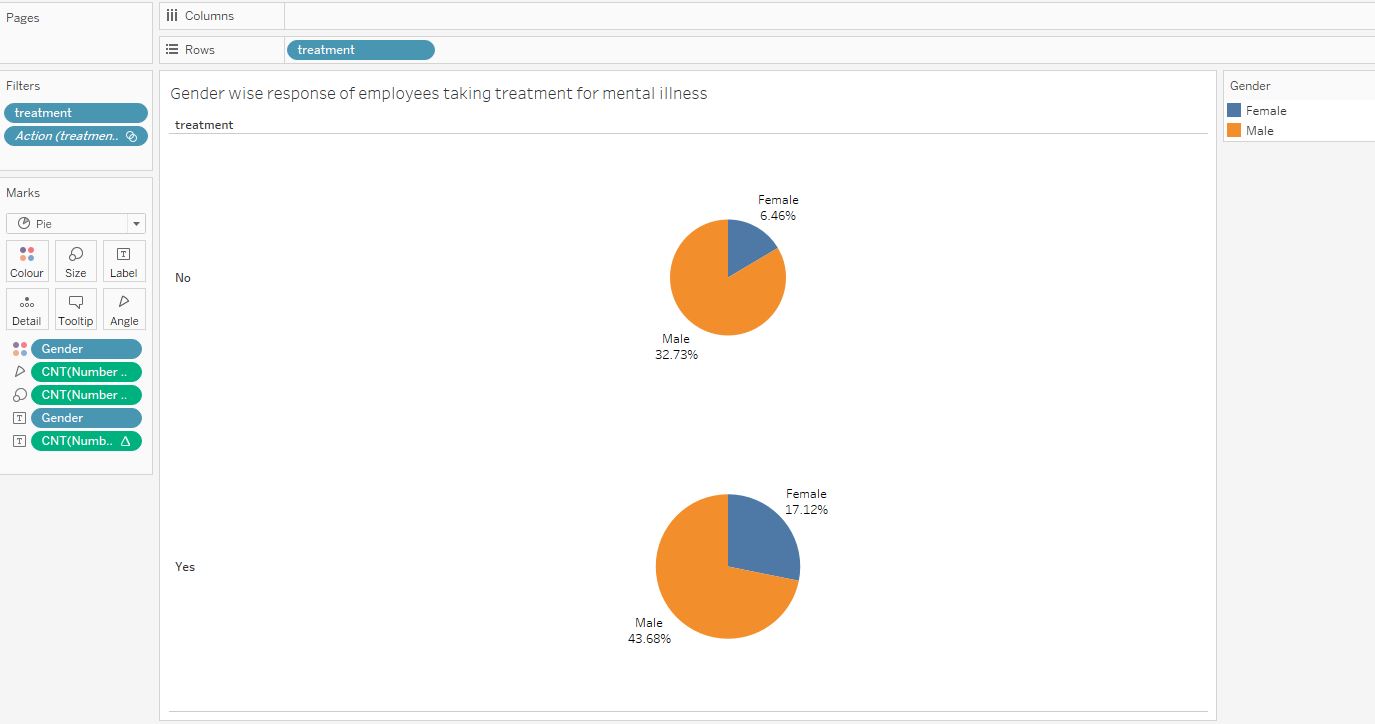 Pages
Columns
Rows
treatment
Filters
treatment
Action (treatmen..
Marks
Pie
Colour
Size
Label
Detail
Tooltip
Angle
Gender
CNT(Number ..
CNT(Number ..
Gender
CNT(Numb..
Gender wise response of employees taking treatment for mental illness
treatment
No
Female
6.46%
Male
32.73%
Yes
Female
17.12%
Male
43.68%
Gender
Female
Male